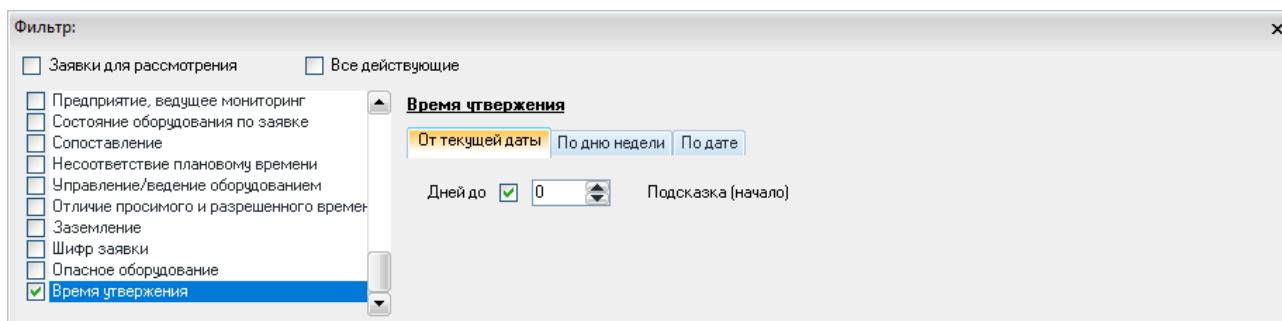 Фильтр:
Заявки для рассмотрения Все действующие
Предприятие, ведущее мониторинг
Состояние оборудования по заявке
Сопоставление
Несоответствие плановому времени
Управление/ведение оборудованием
Отличие просимого и разрешенного времен
Заземление
Шифр заявки
Опасное оборудование
Время утвержения
Время утвержения
От текущей даты По дню недели По дате
Дней до 0 Подсказка (начало)